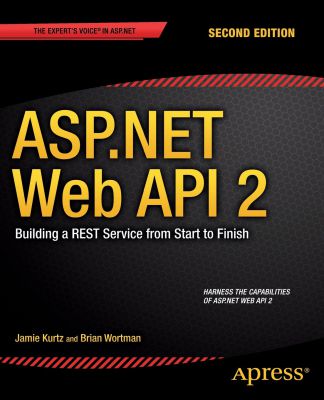 THE EXPERT'S VOICE® IN ASP.NET
SECOND EDITION
ASP.NET
Web API 2
Building a REST Service from Start to Finish
HARNESS THE CAPABILITIES
OF ASP.NET WEB API 2
Jamie Kurtz and Brian Wortman
Apress®